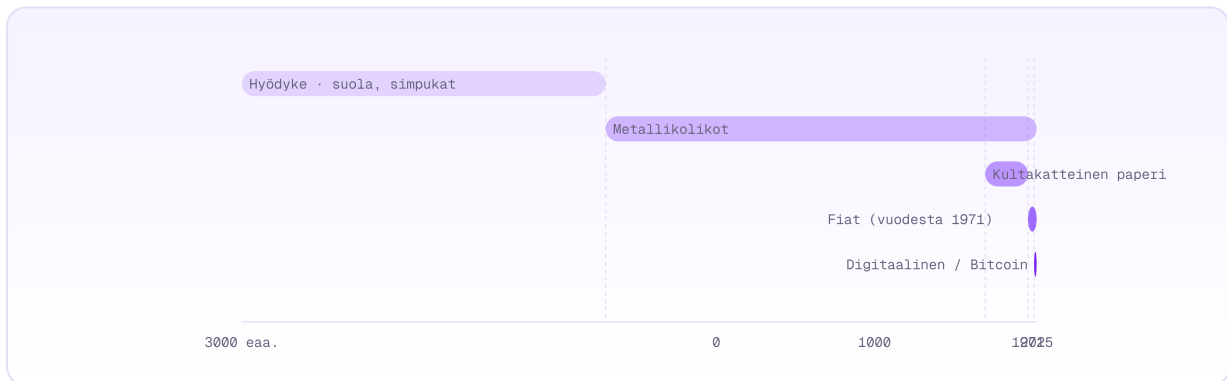 Hyödyke · suola, simpukat
Metallikolikot
Kultakatteinen paperi
Fiat (vuodesta 1971)
Digitaalinen / Bitcoin
3000 eaa.
0
1000